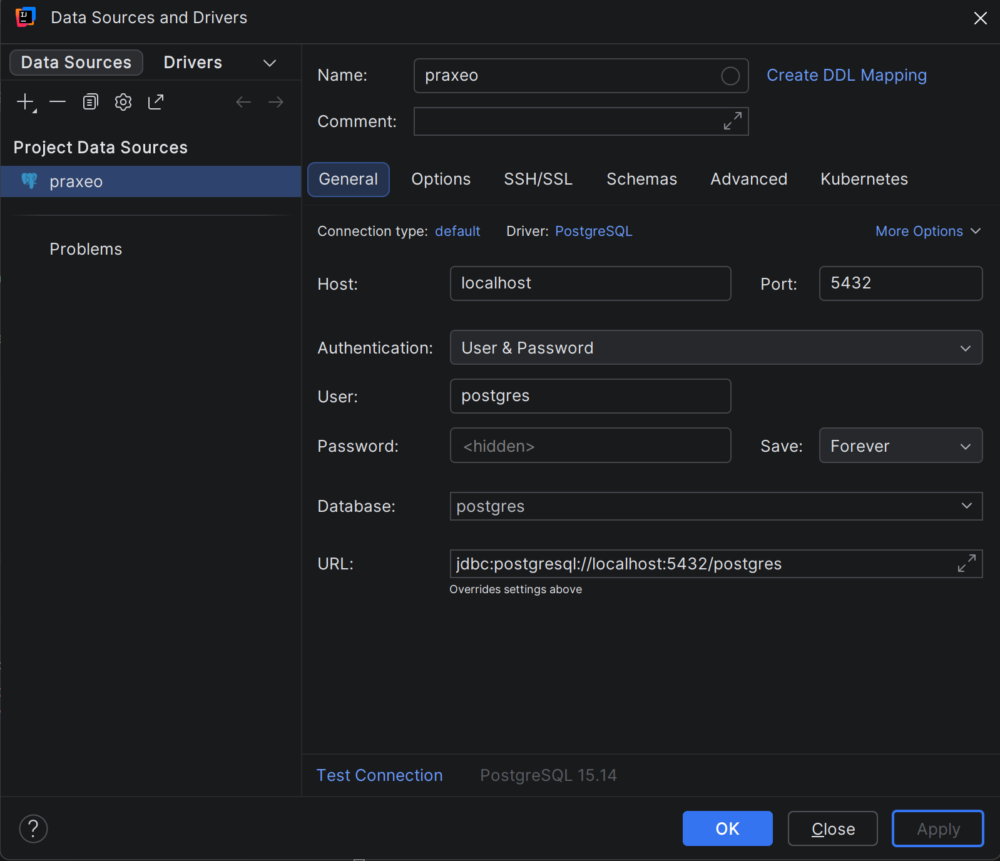 Data Sources and Drivers
Data Sources Drivers
Project Data Sources
praxeo
Problems
Name: praxeo Create DDL Mapping
Comment:
General Options SSH/SSL Schemas Advanced Kubernetes
Connection type: default Driver: PostgreSQL More Options
Host: localhost Port: 5432
Authentication: User & Password
User: postgres
Password: <hidden> Save: Forever
Database: postgres
URL: jdbc:postgresql://localhost:5432/postgres
Overrides settings above
Test Connection PostgreSQL 15.14
? OK Close Apply